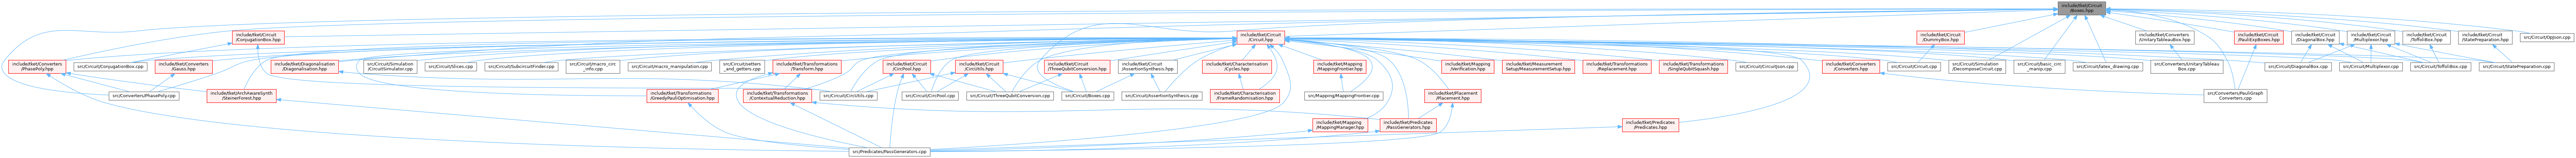 include/tket/Circuit
/Boxes.hpp
include/tket/Circuit
/ConjugationBox.hpp
include/tket/Circuit
/Circuit.hpp
include/tket/Circuit
/DummyBox.hpp
include/tket/Converters
/UnitaryTableauBox.hpp
include/tket/Circuit
/PauliExpBoxes.hpp
include/tket/Circuit
/DiagonalBox.hpp
include/tket/Circuit
/Multiplexor.hpp
include/tket/Circuit
/ToffoliBox.hpp
include/tket/Circuit
/StatePreparation.hpp
src/Circuit/OpJson.cpp
include/tket/Converters
/PhasePoly.hpp
src/Circuit/ConjugationBox.cpp
include/tket/Converters
/Gauss.hpp
include/tket/Diagonalisation
/Diagonalisation.hpp
src/Circuit/Simulation
/CircuitSimulator.cpp
src/Circuit/Slices.cpp
src/Circuit/SubcircuitFinder.cpp
src/Circuit/macro_circ
_info.cpp
src/Circuit/macro_manipulation.cpp
src/Circuit/setters
_and_getters.cpp
include/tket/Transformations
/Transform.hpp
include/tket/Circuit
/CircPool.hpp
include/tket/Circuit
/CircUtils.hpp
include/tket/Circuit
/ThreeQubitConversion.hpp
include/tket/Circuit
/AssertionSynthesis.hpp
include/tket/Characterisation
/Cycles.hpp
include/tket/Mapping
/MappingFrontier.hpp
include/tket/Mapping
/Verification.hpp
include/tket/Measurement
Setup/MeasurementSetup.hpp
include/tket/Transformations
/Replacement.hpp
include/tket/Transformations
/SingleQubitSquash.hpp
src/Circuit/CircuitJson.cpp
include/tket/Converters
/Converters.hpp
src/Circuit/Circuit.cpp
src/Circuit/Simulation
/DecomposeCircuit.cpp
src/Circuit/basic_circ
_manip.cpp
src/Circuit/latex_drawing.cpp
src/Converters/UnitaryTableau
Box.cpp
src/Circuit/DiagonalBox.cpp
src/Circuit/Multiplexor.cpp
src/Circuit/ToffoliBox.cpp
src/Circuit/StatePreparation.cpp
src/Converters/PhasePoly.cpp
include/tket/ArchAwareSynth
/SteinerForest.hpp
include/tket/Transformations
/GreedyPauliOptimisation.hpp
include/tket/Transformations
/ContextualReduction.hpp
src/Circuit/CircUtils.cpp
src/Circuit/CircPool.cpp
src/Circuit/ThreeQubitConversion.cpp
src/Circuit/Boxes.cpp
src/Circuit/AssertionSynthesis.cpp
include/tket/Characterisation
/FrameRandomisation.hpp
src/Mapping/MappingFrontier.cpp
include/tket/Placement
/Placement.hpp
src/Converters/PauliGraph
Converters.cpp
include/tket/Mapping
/MappingManager.hpp
include/tket/Predicates
/PassGenerators.hpp
include/tket/Predicates
/Predicates.hpp
src/Predicates/PassGenerators.cpp